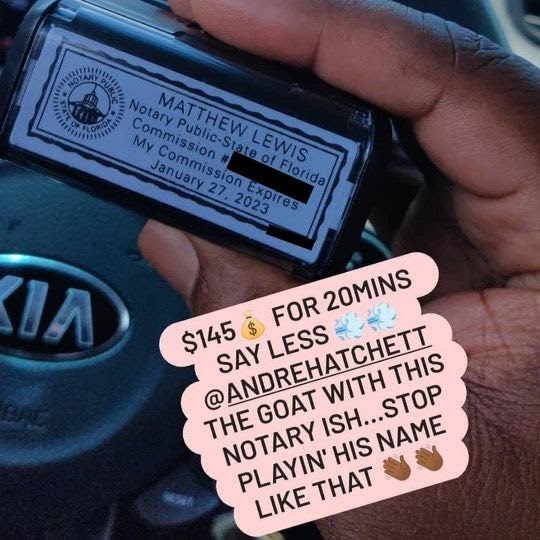 NOTARY PUBLIC
STATE OF FLORIDA
MATTHEW LEWIS
Notary Public-State of Florida
Commission #
My Commission Expires
January 27, 2023
KIA
$145💰 FOR 20MINS
SAY LESS 💨💨
@ANDREHATCHETT
THE GOAT WITH THIS
NOTARY ISH...STOP
PLAYIN' HIS NAME
LIKE THAT 👋🏾👋🏾